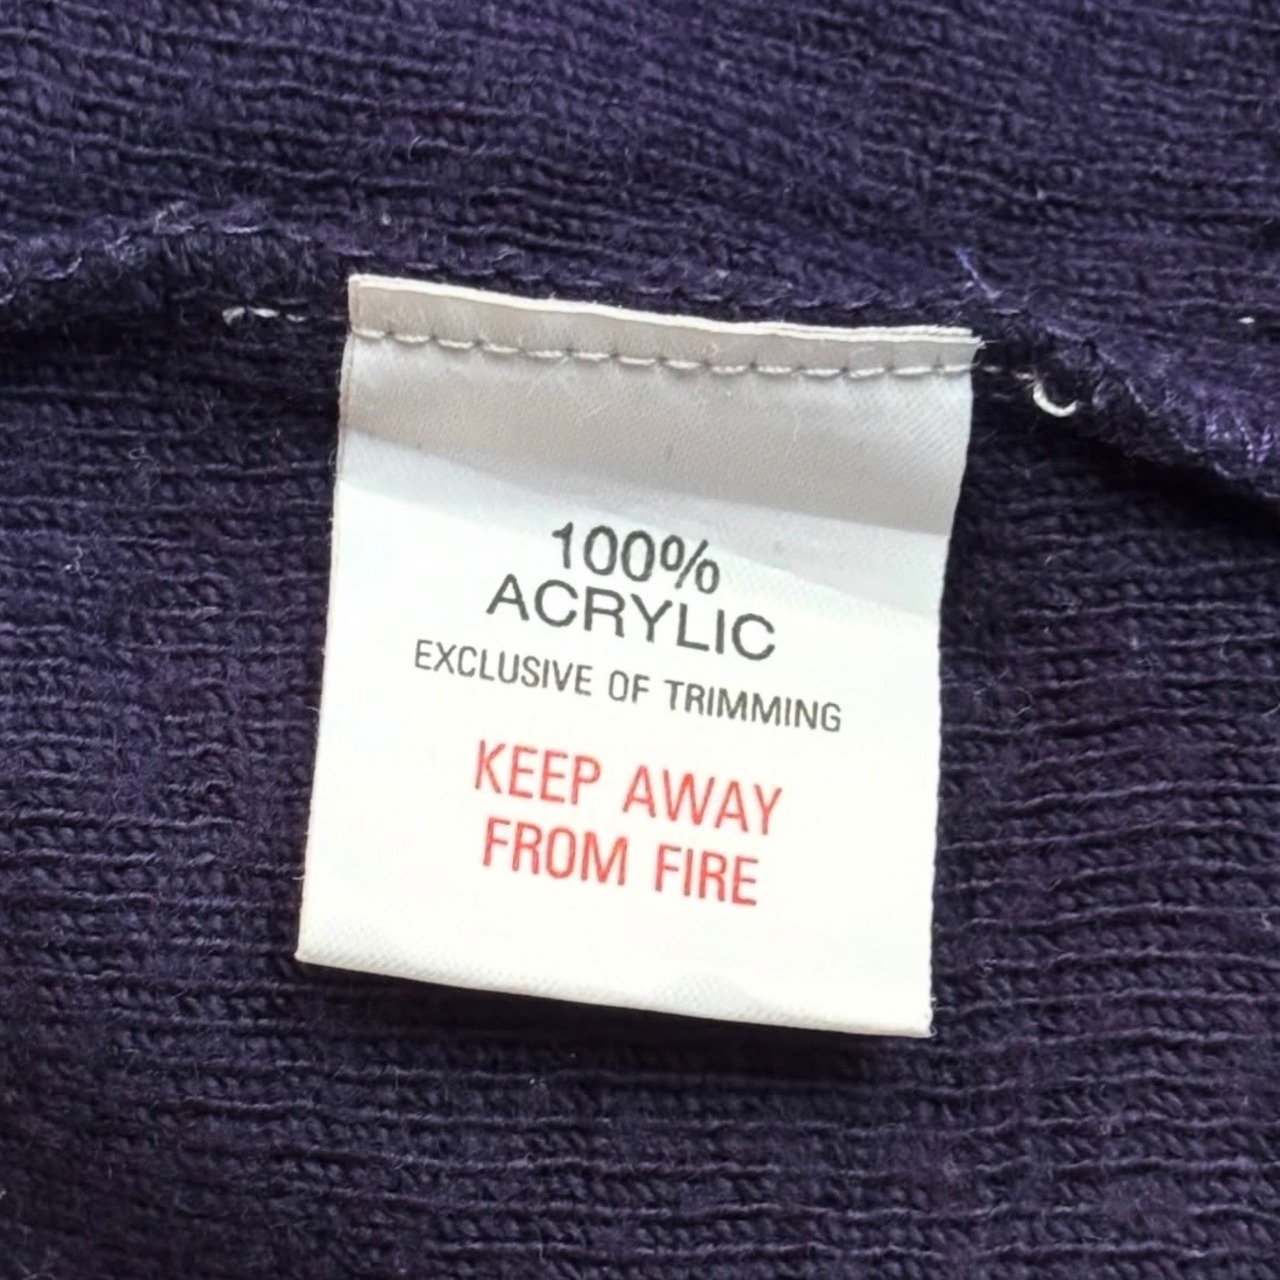 100%
ACRYLIC
EXCLUSIVE OF TRIMMING
KEEP AWAY
FROM FIRE